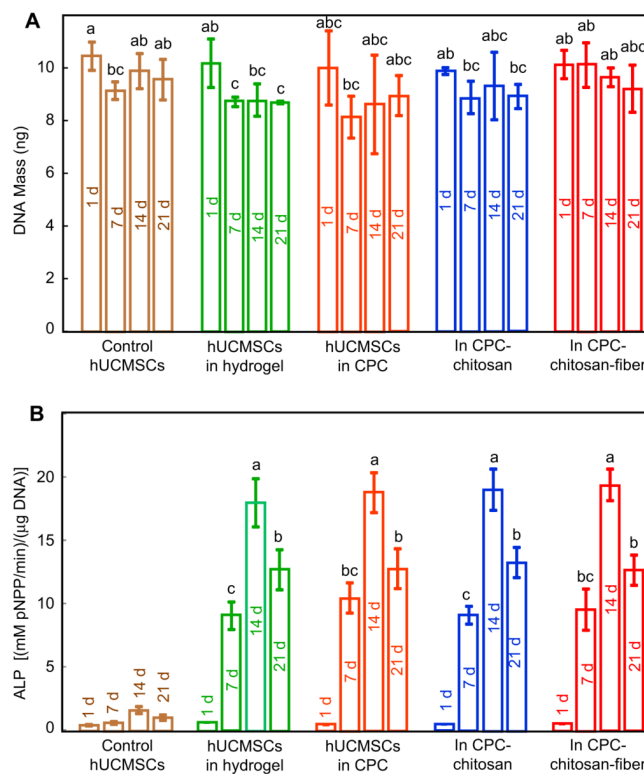 A
DNA Mass (ng)
10
8
6
4
2
0
a
bc
ab
ab
ab
c
bc
c
abc
bc
abc
abc
ab
bc
ab
bc
ab
ab
abc
abc
1 d
7 d
14 d
21 d
1 d
7 d
14 d
21 d
1 d
7 d
14 d
21 d
1 d
7 d
14 d
21 d
1 d
7 d
14 d
21 d
Control
hUCMSCs
hUCMSCs
in hydrogel
hUCMSCs
in CPC
In CPC-
chitosan
In CPC-
chitosan-fiber
B
ALP [(mM pNPP/min)/(µg DNA)]
20
15
10
5
0
a
b
c
a
b
bc
a
b
c
a
b
bc
1 d
7 d
14 d
21 d
1 d
7 d
14 d
21 d
1 d
7 d
14 d
21 d
1 d
7 d
14 d
21 d
1 d
7 d
14 d
21 d
Control
hUCMSCs
hUCMSCs
in hydrogel
hUCMSCs
in CPC
In CPC-
chitosan
In CPC-
chitosan-fiber